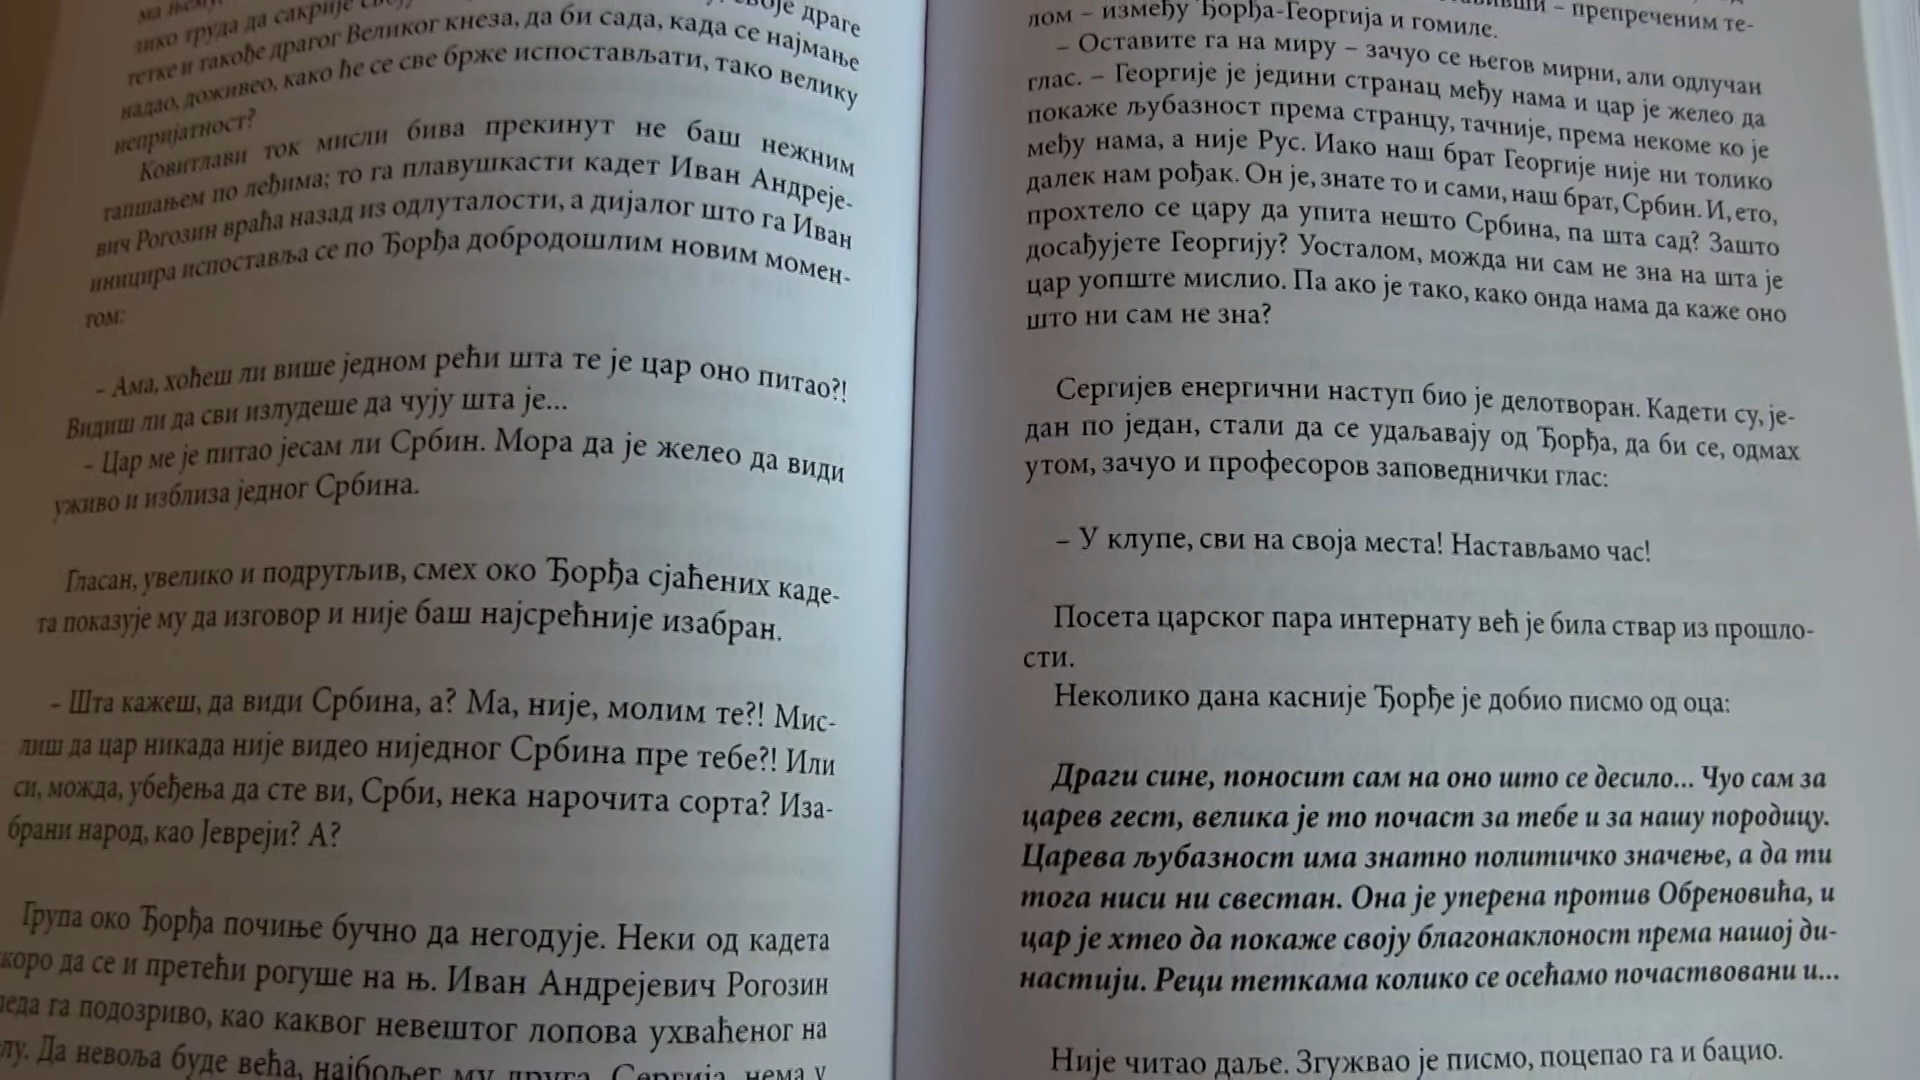 ма њему,
лико труда да сакрије своје драге
тетке и такође драгог Великог кнеза, да би сада, када се најмање
надао, доживео, како ће се све брже испостављати, тако велику
непријатност?
Ковитлави ток мисли бива прекинут не баш нежним
тапшањем по леђима; то га плавушкасти кадет Иван Андреје-
вич Рогозин враћа назад из одлуталости, а дијалог што га Иван
иницира испоставља се по Ђорђа добродошлим новим момен-
том:
– Ама, хоћеш ли више једном рећи шта те је цар оно питао?!
Видиш ли да сви излудеше да чују шта је...
– Цар ме је питао јесам ли Србин. Мора да је желео да види
уживо и изблиза једног Србина.
Гласан, увелико и подругљив, смех око Ђорђа сјаћених каде-
та показује му да изговор и није баш најсрећније изабран.
– Шта кажеш, да види Србина, а? Ма, није, молим те?! Мис-
лиш да цар никада није видео ниједног Србина пре тебе?! Или
си, можда, убеђења да сте ви, Срби, нека нарочита сорта? Иза-
брани народ, као Јевреји? А?
Група око Ђорђа почиње бучно да негодује. Неки од кадета
скоро да се и претећи рогуше на њ. Иван Андрејевич Рогозин
гледа га подозриво, као каквог невештог лопова ухваћеног на
делу. Да невоља буде већа, најбољег му друга, Сергија, нема у
– препреченим те-
лом – између Ђорђа-Георгија и гомиле.
– Оставите га на миру – зачуо се његов мирни, али одлучан
глас. – Георгије је једини странац међу нама и цар је желео да
покаже љубазност према странцу, тачније, према некоме ко је
међу нама, а није Рус. Иако наш брат Георгије није ни толико
далек нам рођак. Он је, знате то и сами, наш брат, Србин. И, ето,
прохтело се цару да упита нешто Србина, па шта сад? Зашто
досађујете Георгију? Уосталом, можда ни сам не зна на шта је
цар уопште мислио. Па ако је тако, како онда нама да каже оно
што ни сам не зна?
Сергијев енергични наступ био је делотворан. Кадети су, је-
дан по један, стали да се удаљавају од Ђорђа, да би се, одмах
утом, зачуо и професоров заповеднички глас:
– У клупе, сви на своја места! Настављамо час!
Посета царског пара интернату већ је била ствар из прошло-
сти.
Неколико дана касније Ђорђе је добио писмо од оца:
Драги сине, поносит сам на оно што се десило... Чуо сам за
царев гест, велика је то почаст за тебе и за нашу породицу.
Царева љубазност има знатно политичко значење, а да ти
тога ниси ни свестан. Она је уперена против Обреновића, и
цар је хтео да покаже своју благонаклоност према нашој ди-
настији. Реци теткама колико се осећамо почаствовани и...
Није читао даље. Згужвао је писмо, поцепао га и бацио.